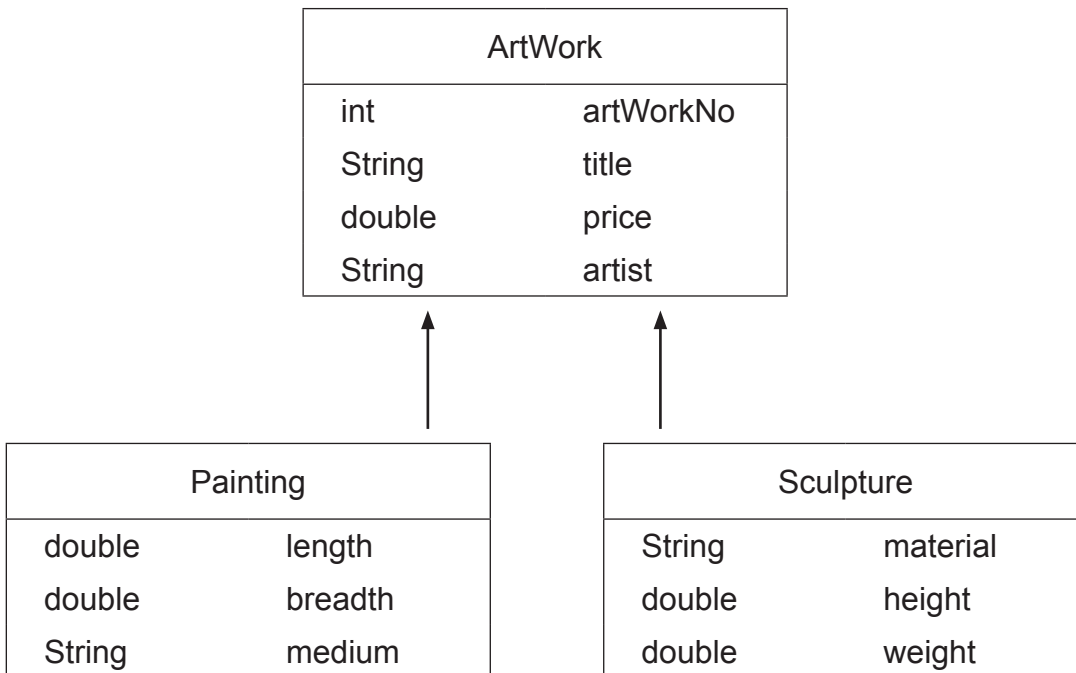 ArtWork
int artWorkNo
String title
double price
String artist
Painting
double length
double breadth
String medium
Sculpture
String material
double height
double weight